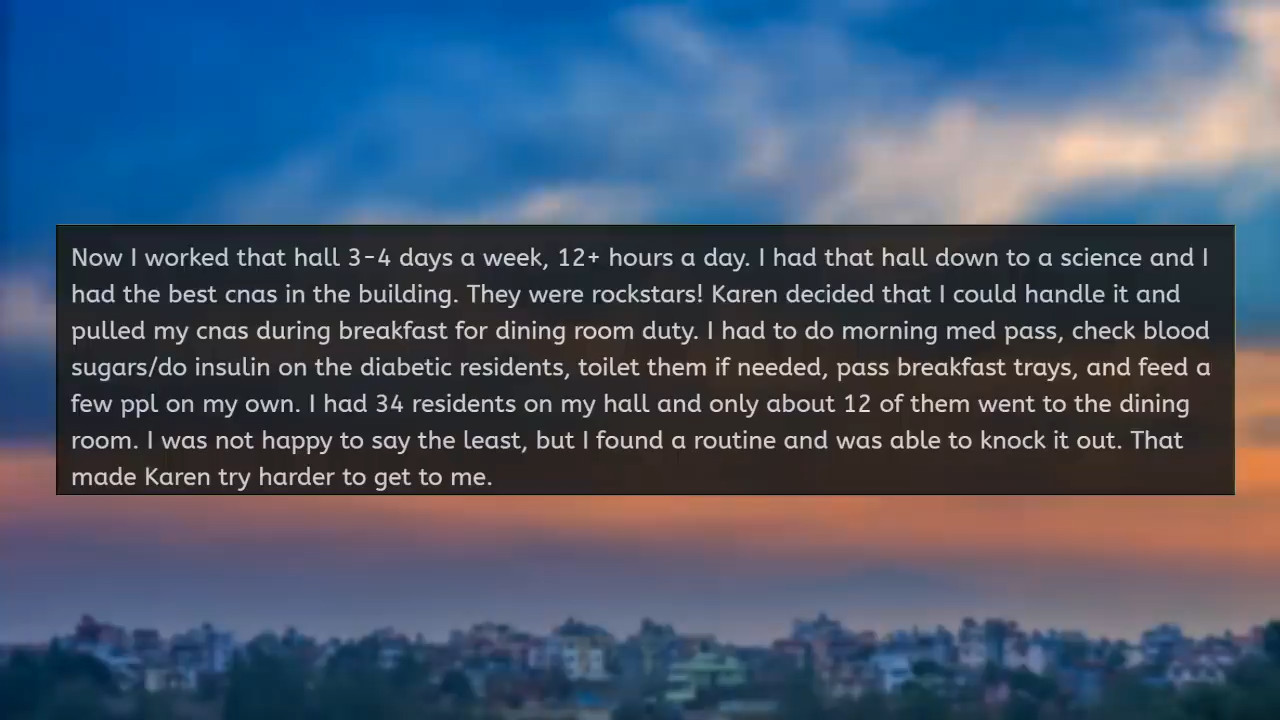 Now I worked that hall 3-4 days a week, 12+ hours a day. I had that hall down to a science and I
had the best cnas in the building. They were rockstars! Karen decided that I could handle it and
pulled my cnas during breakfast for dining room duty. I had to do morning med pass, check blood
sugars/do insulin on the diabetic residents, toilet them if needed, pass breakfast trays, and feed a
few ppl on my own. I had 34 residents on my hall and only about 12 of them went to the dining
room. I was not happy to say the least, but I found a routine and was able to knock it out. That
made Karen try harder to get to me.